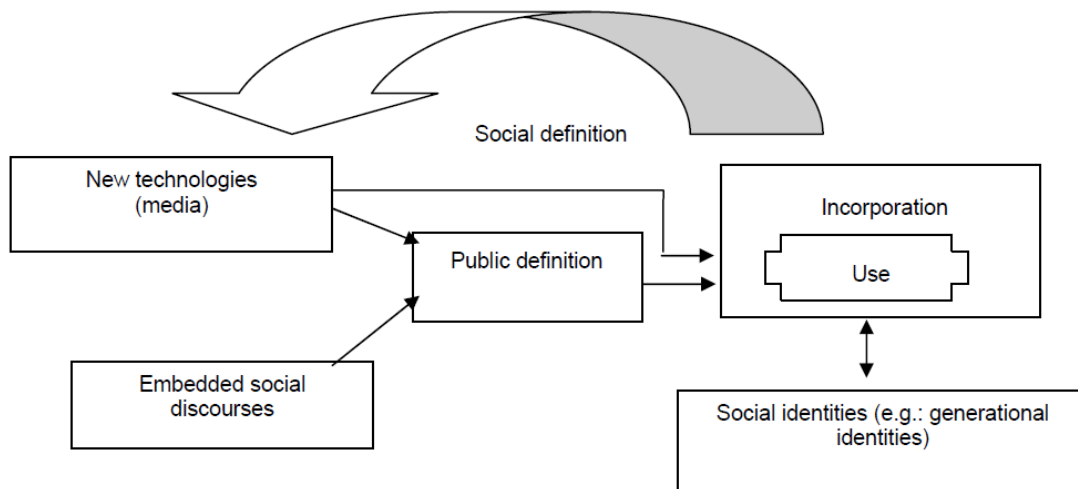 Social definition
New technologies
(media)
Incorporation
Public definition
Use
Embedded social
discourses
Social identities (e.g.: generational
identities)